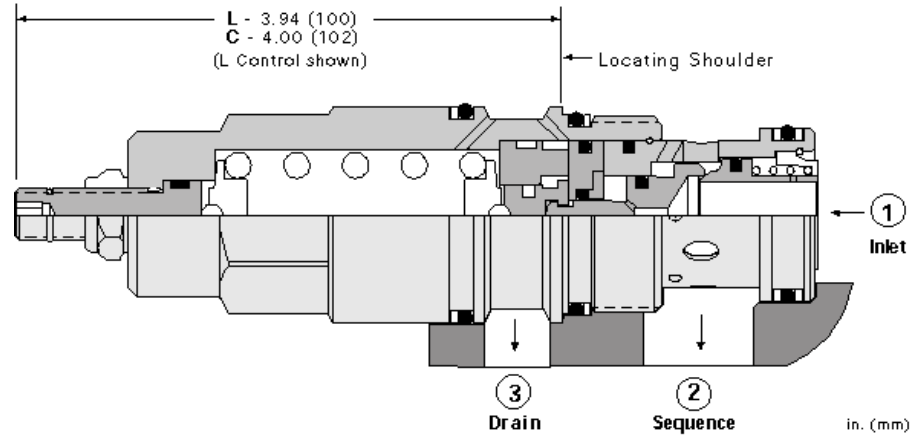 L - 3.94 (100)
C - 4.00 (102)
(L Control shown)
Locating Shoulder
1
Inlet
3
Drain
2
Sequence
in. (mm)